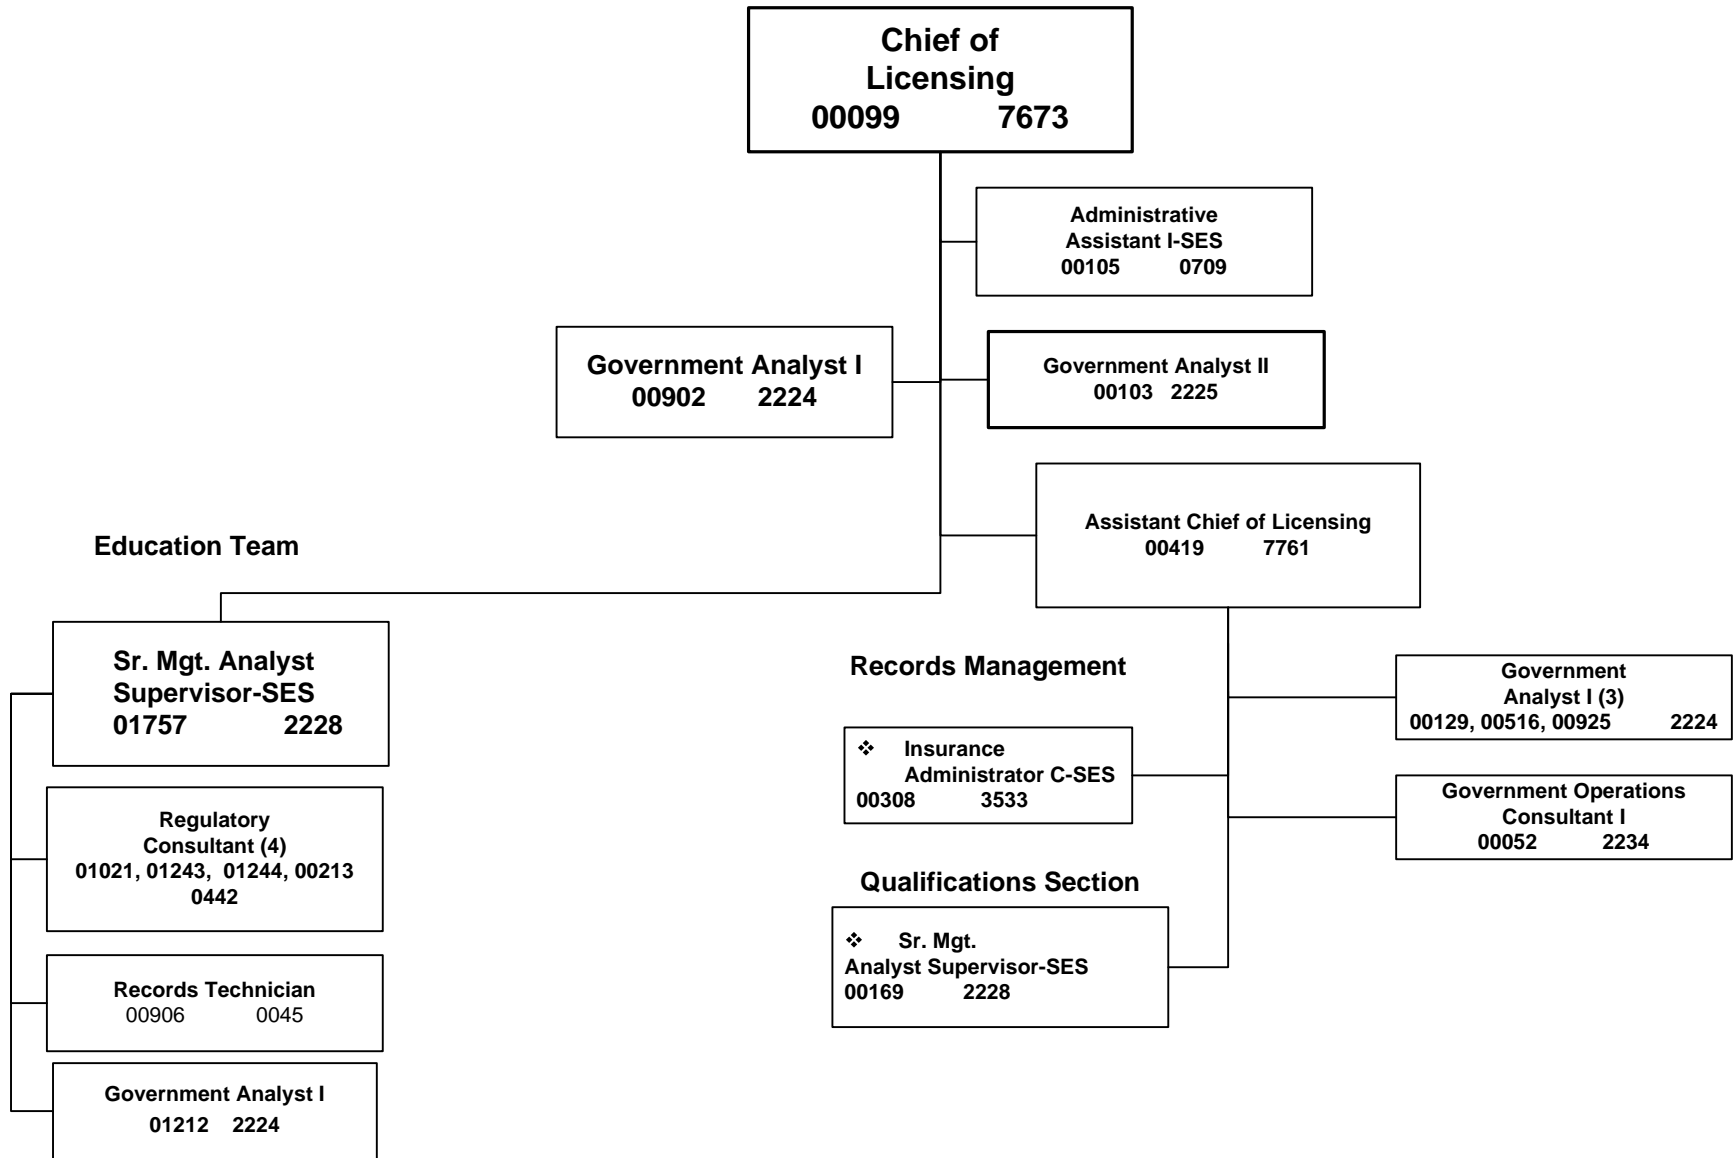 Chief of
Licensing
00099 7673
Administrative
Assistant I-SES
00105 0709
Government Analyst I
00902 2224
Government Analyst II
00103 2225
Assistant Chief of Licensing
00419 7761
Education Team
Sr. Mgt. Analyst
Supervisor-SES
01757 2228
Regulatory
Consultant (4)
01021, 01243, 01244, 00213
0442
Records Technician
00906 0045
Government Analyst I
01212 2224
Records Management
❖ Insurance
Administrator C-SES
00308 3533
Qualifications Section
❖ Sr. Mgt.
Analyst Supervisor-SES
00169 2228
Government
Analyst I (3)
00129, 00516, 00925 2224
Government Operations
Consultant I
00052 2234